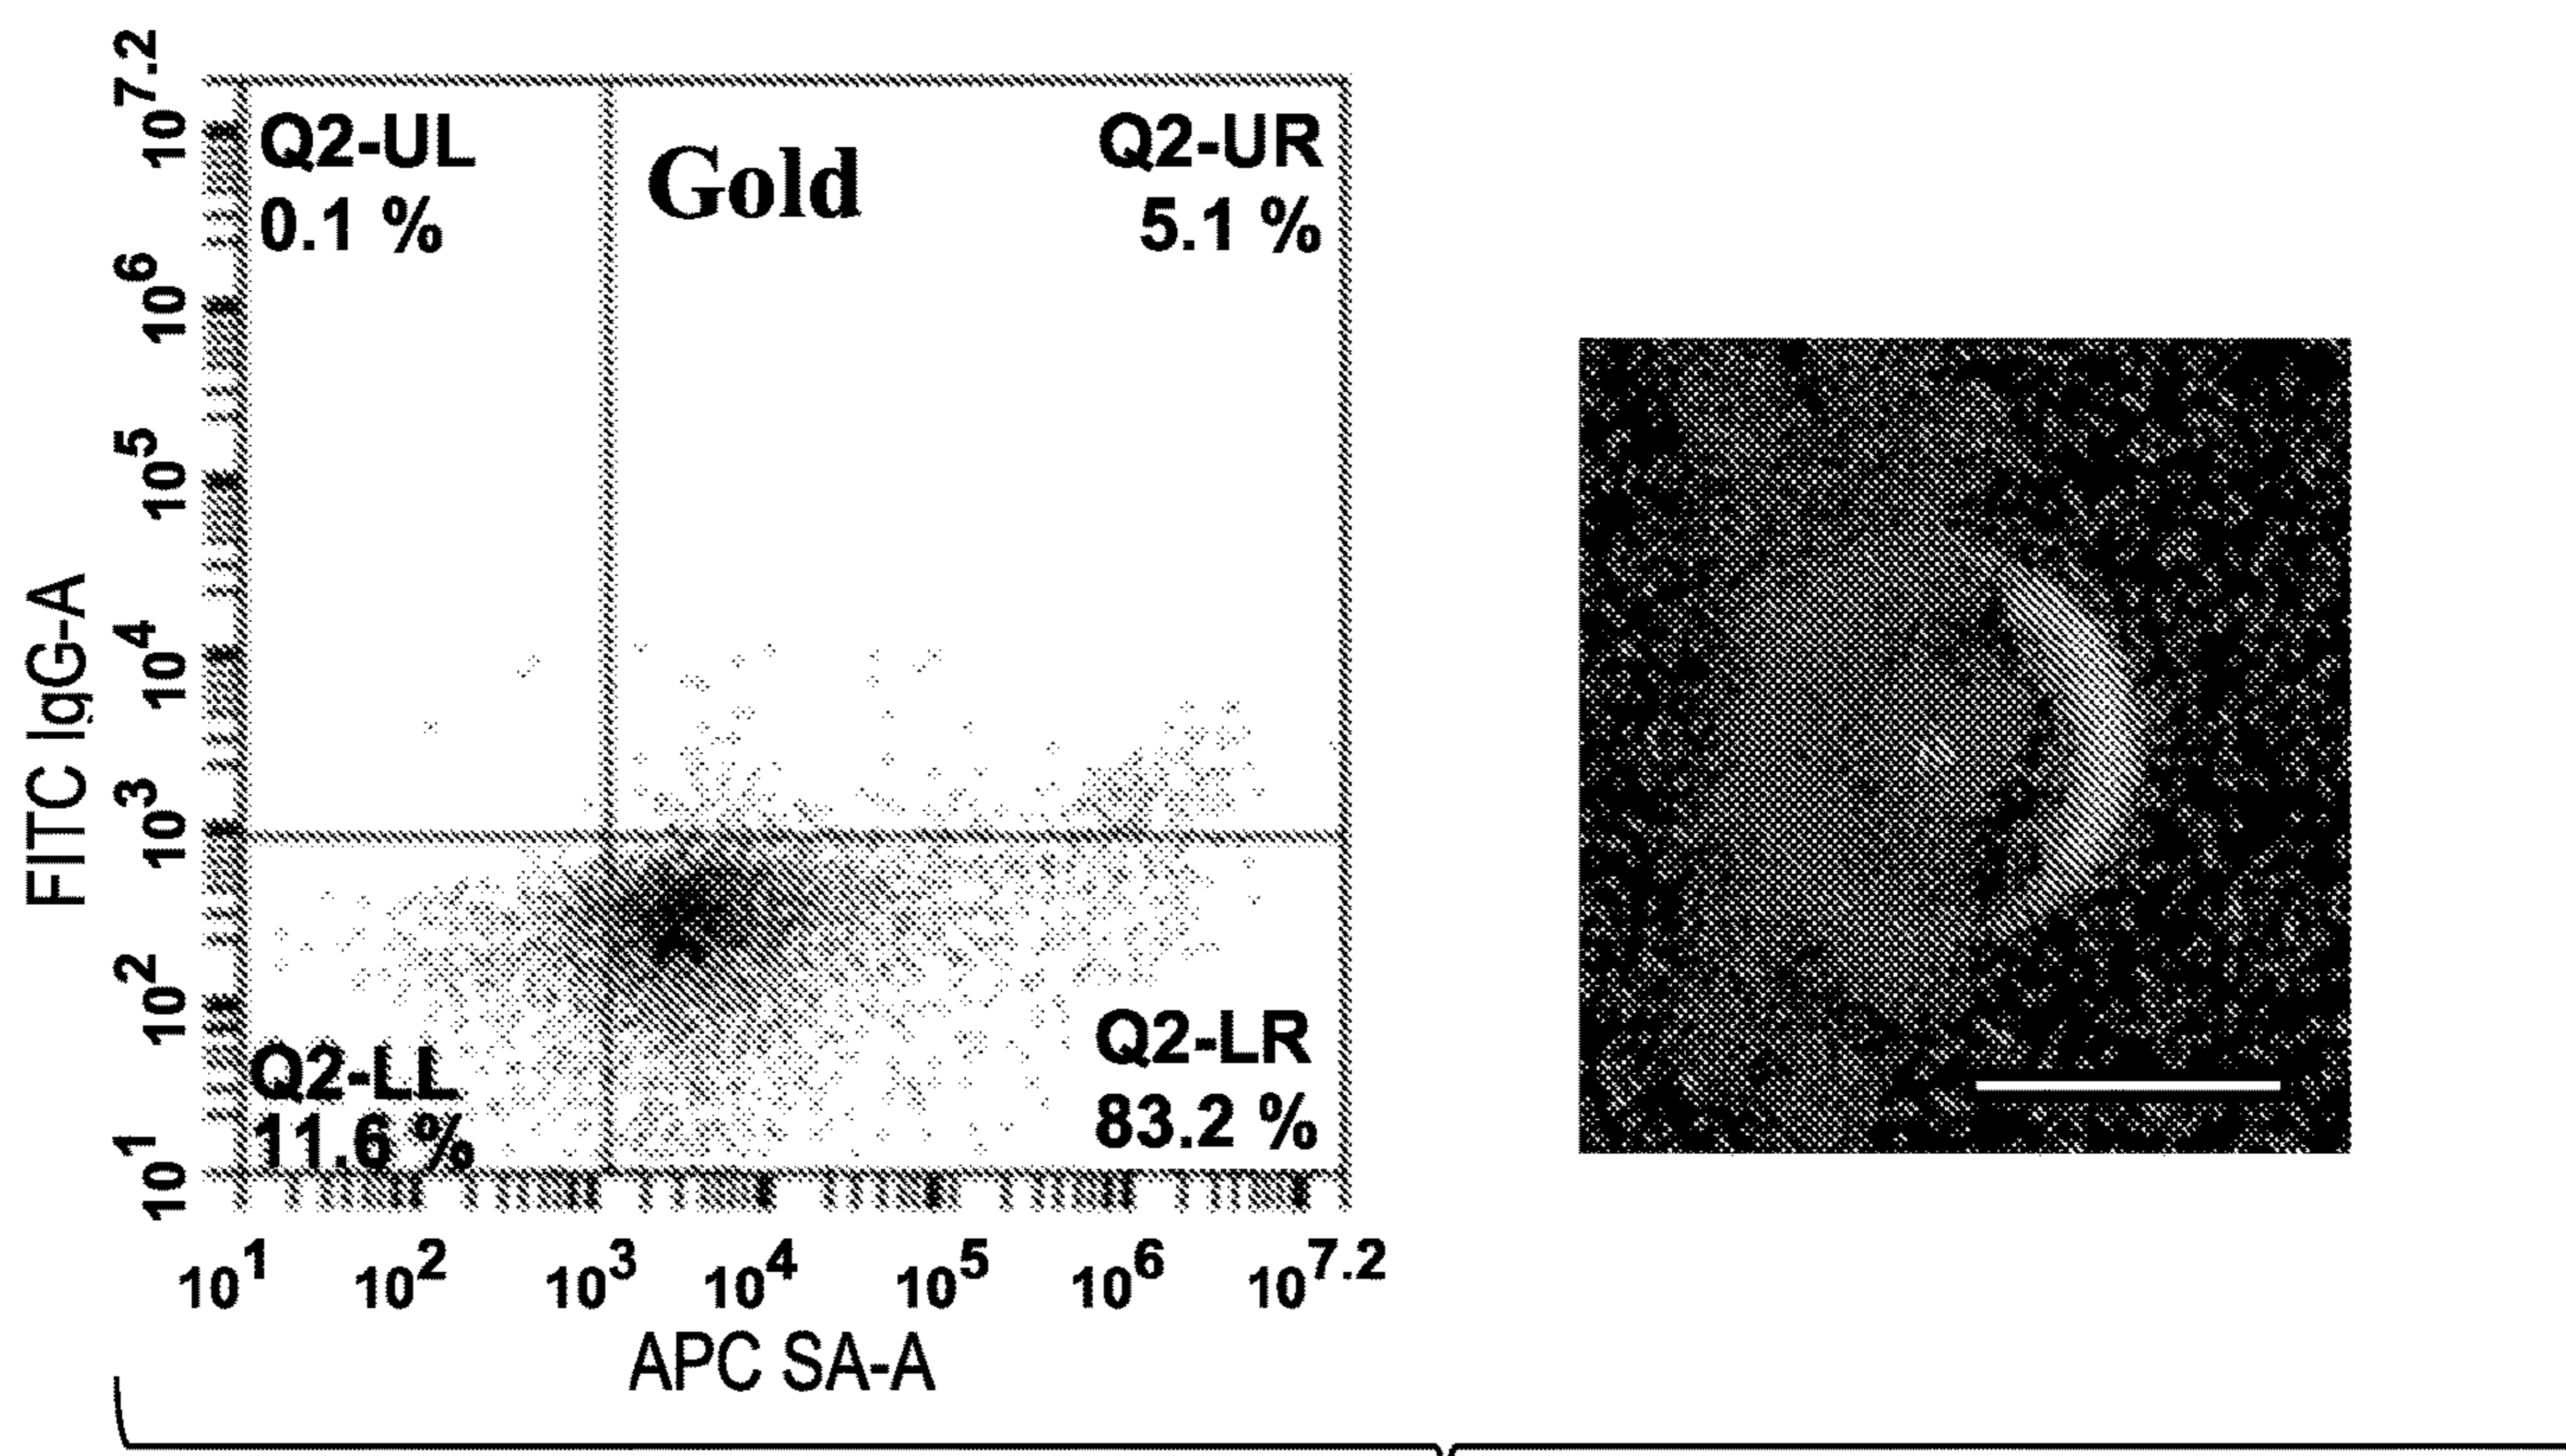 Q2-UL
0.1 %
Gold
Q2-UR
5.1 %
Q2-LL
11.6 %
Q2-LR
83.2 %
FITC IgG-A
10^7.2
10^6
10^5
10^4
10^3
10^2
10^1
10^1 10^2 10^3 10^4 10^5 10^6 10^7.2
APC SA-A